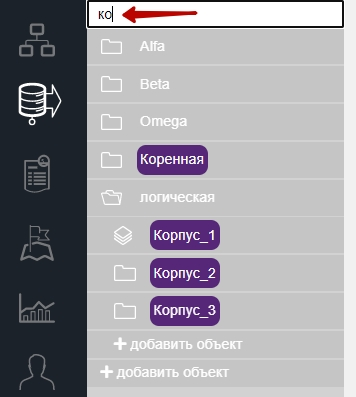 ко
Alfa
Beta
Omega
Коренная
логическая
Корпус_1
Корпус_2
Корпус_3
+ добавить объект
+ добавить объект